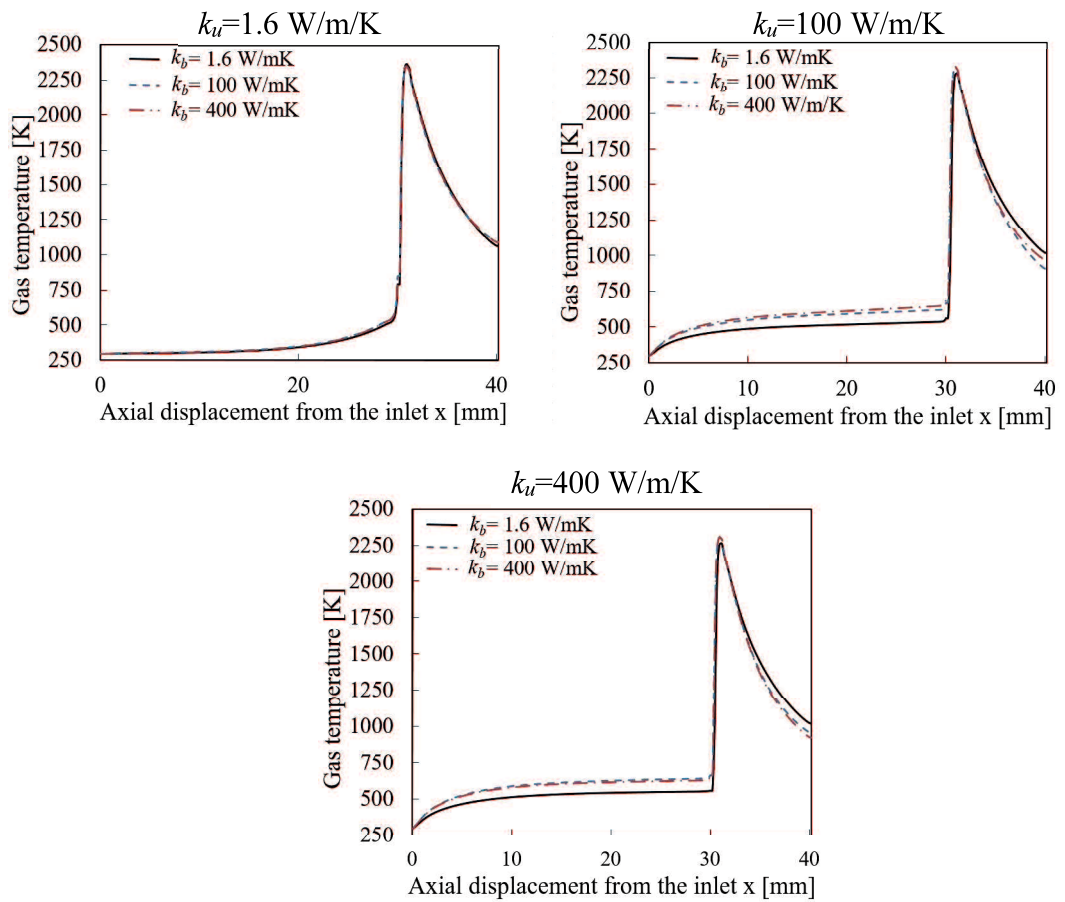 k_u=1.6 W/m/K
Gas temperature [K]
2500
2250
2000
1750
1500
1250
1000
750
500
250
k_b= 1.6 W/mK
k_b= 100 W/mK
k_b= 400 W/mK
0 20 40
Axial displacement from the inlet x [mm]
k_u=100 W/m/K
Gas temperature [K]
2500
2250
2000
1750
1500
1250
1000
750
500
250
k_b= 1.6 W/mK
k_b= 100 W/mK
k_b= 400 W/m/K
0 10 20 30 40
Axial displacement from the inlet x [mm]
k_u=400 W/m/K
Gas temperature [K]
2500
2250
2000
1750
1500
1250
1000
750
500
250
k_b= 1.6 W/mK
k_b= 100 W/mK
k_b= 400 W/mK
0 10 20 30 40
Axial displacement from the inlet x [mm]